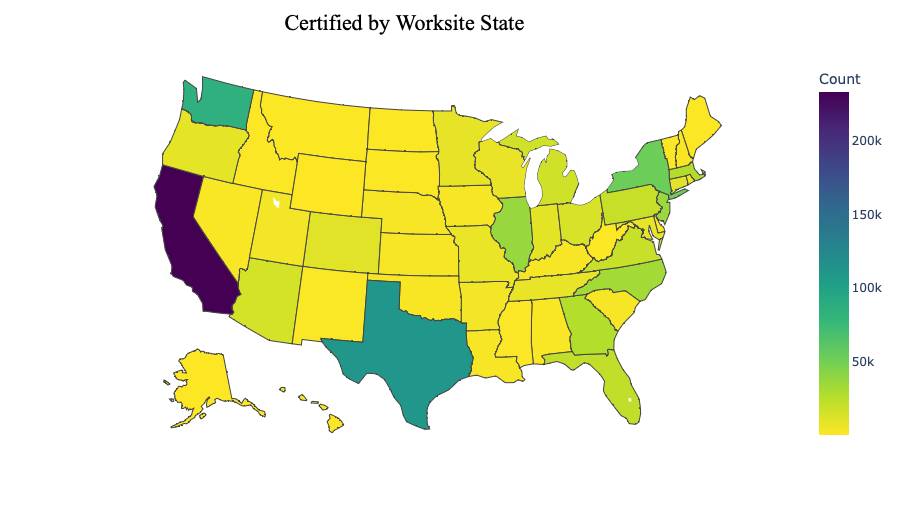 Certified by Worksite State
Count
200k
150k
100k
50k